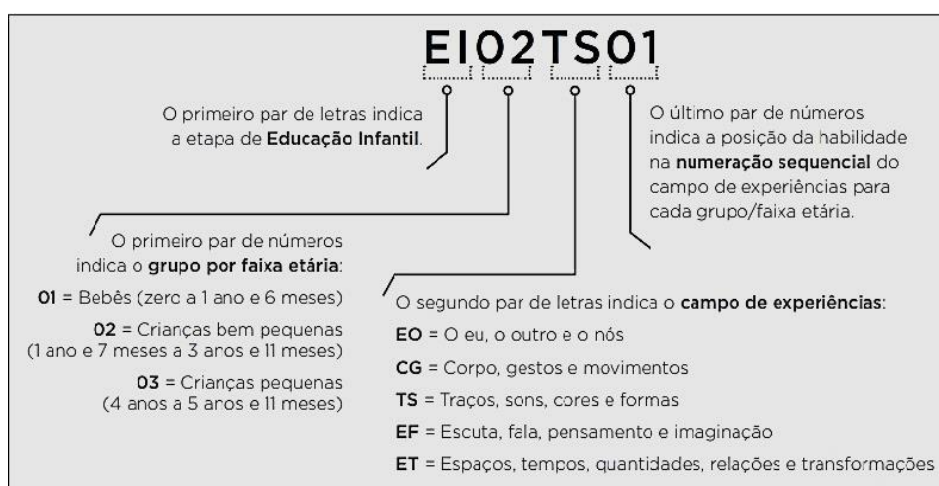 EI02TS01
O primeiro par de letras indica
a etapa de Educação Infantil.
O último par de números
indica a posição da habilidade
na numeração sequencial do
campo de experiências para
cada grupo/faixa etária.
O primeiro par de números
indica o grupo por faixa etária:
01 = Bebês (zero a 1 ano e 6 meses)
02 = Crianças bem pequenas
(1 ano e 7 meses a 3 anos e 11 meses)
03 = Crianças pequenas
(4 anos a 5 anos e 11 meses)
O segundo par de letras indica o campo de experiências:
EO = O eu, o outro e o nós
CG = Corpo, gestos e movimentos
TS = Traços, sons, cores e formas
EF = Escuta, fala, pensamento e imaginação
ET = Espaços, tempos, quantidades, relações e transformações